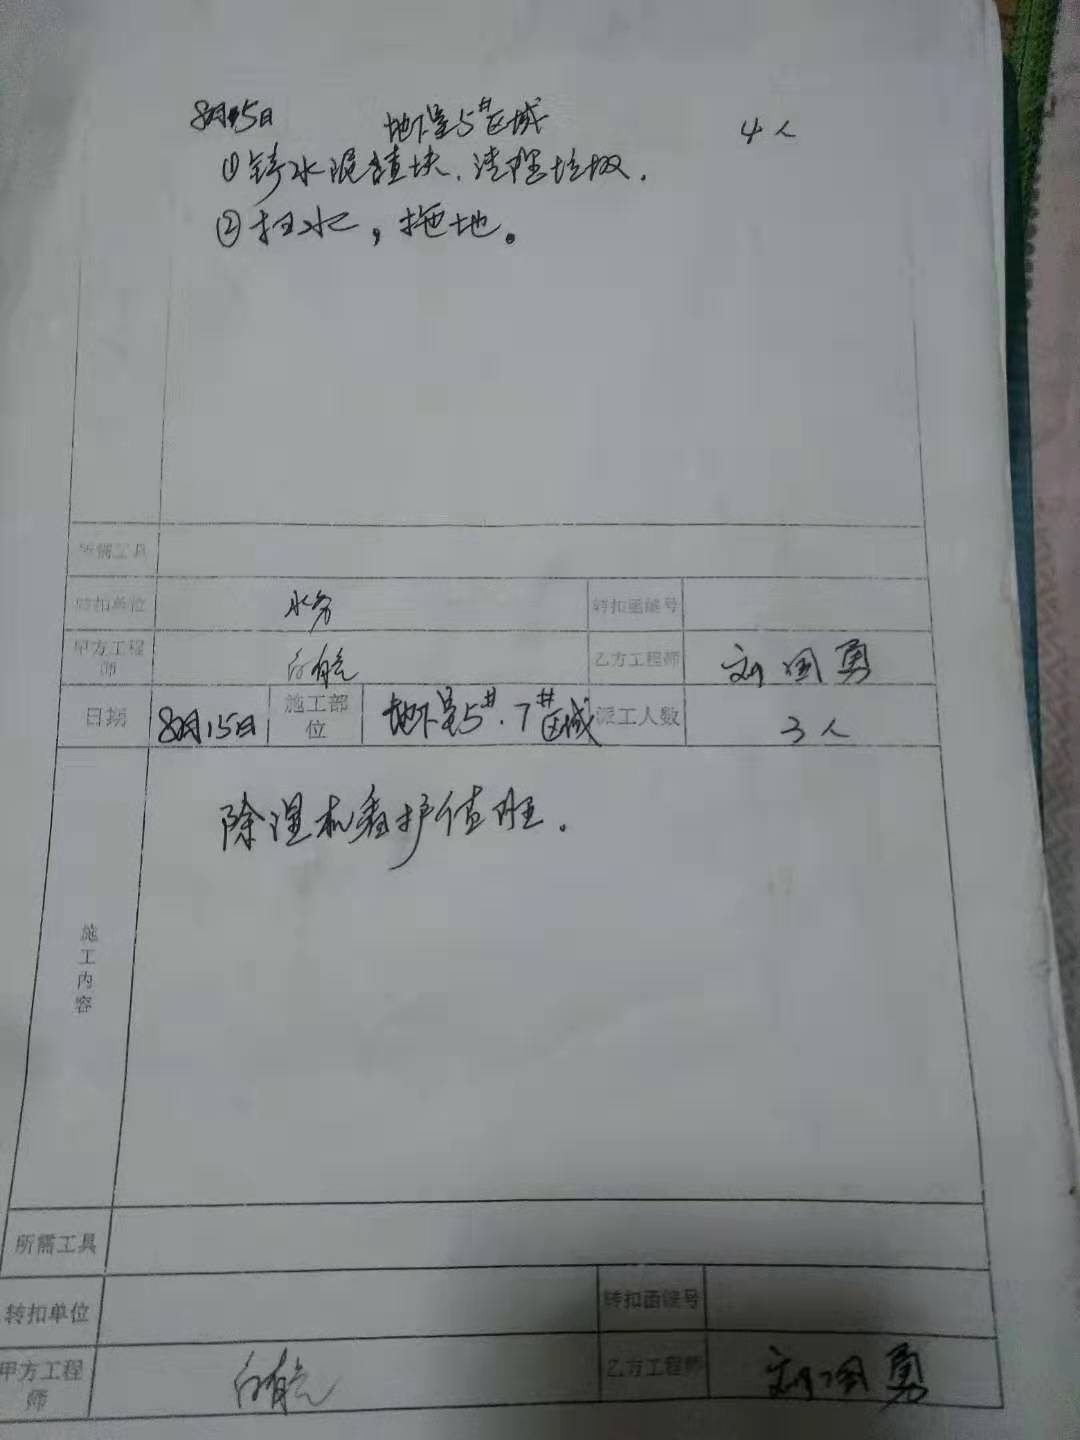 8月15日 地下室5#区域 4人
①铲水泥渣块，清理垃圾。
②扫水，拖地。
所需工具
转扣单位 水务 转扣函编号
甲方工程师 乙方工程师 刘国勇
日期 8月15日 施工部位 地下室5#.7#区域 派工人数 3人
施工内容
除湿机看护值班.
所需工具
转扣单位 转扣函编号
甲方工程师 乙方工程师 刘国勇